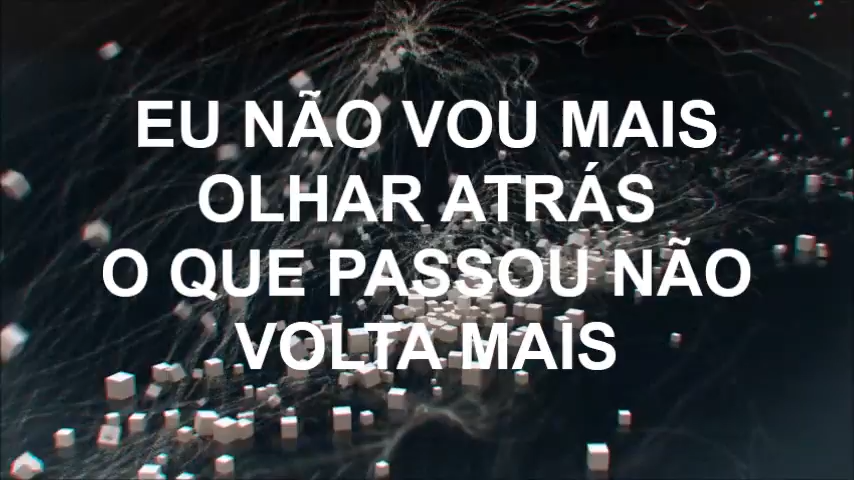 EU NÃO VOU MAIS
OLHAR ATRÁS
O QUE PASSOU NÃO
VOLTA MAIS